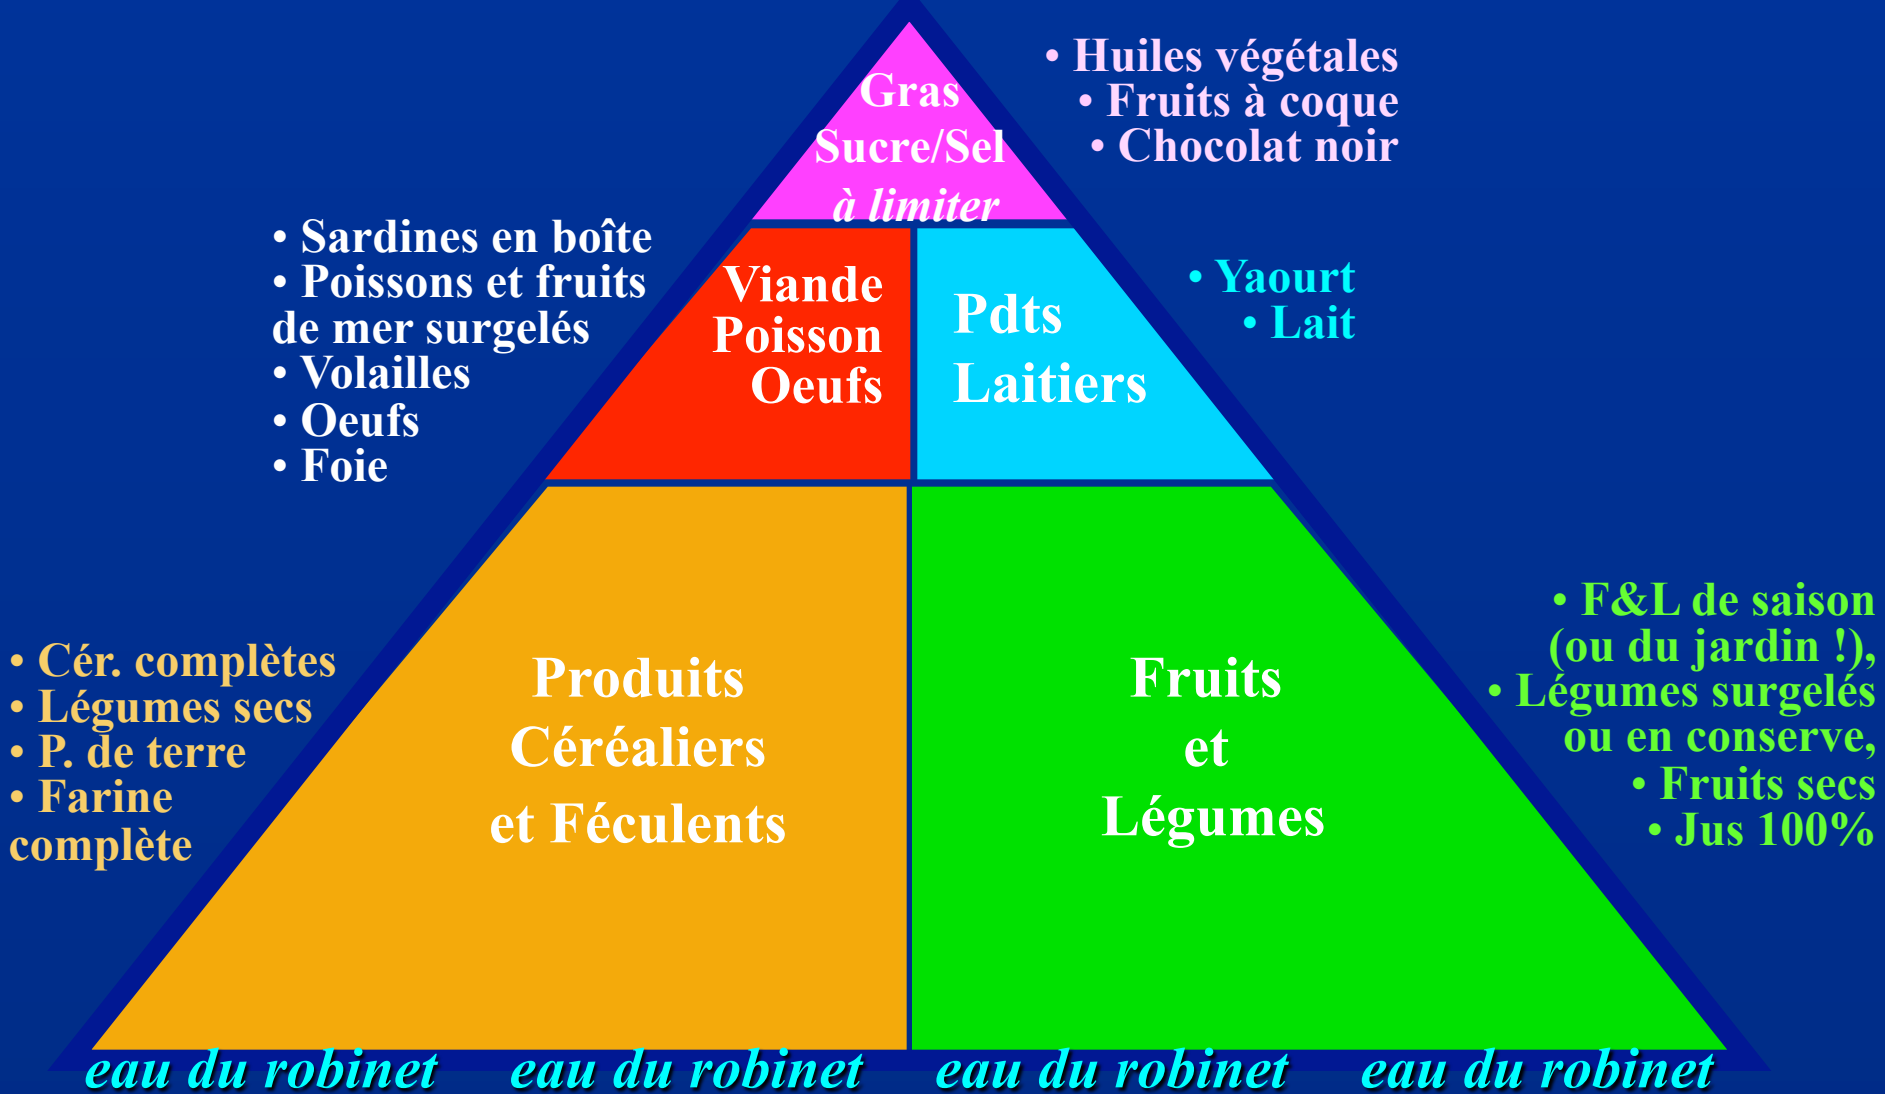 • Huiles végétales
• Fruits à coque
• Chocolat noir
Gras
Sucre/Sel
à limiter
• Sardines en boîte
• Poissons et fruits
de mer surgelés
• Volailles
• Oeufs
• Foie
Viande
Poisson
Oeufs
Pdts
Laitiers
• Yaourt
• Lait
• Cér. complètes
• Légumes secs
• P. de terre
• Farine
complète
Produits
Céréaliers
et Féculents
Fruits
et
Légumes
• F&L de saison
(ou du jardin !),
• Légumes surgelés
ou en conserve,
• Fruits secs
• Jus 100%
eau du robinet eau du robinet eau du robinet eau du robinet